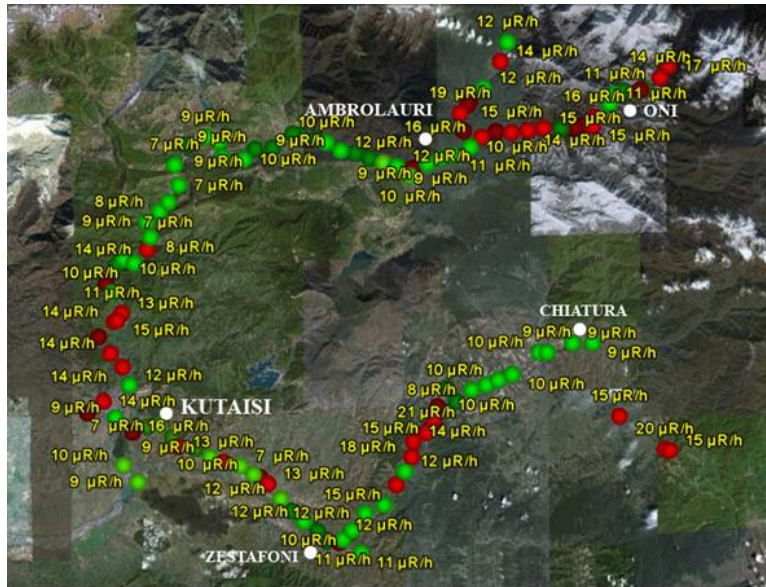 12 μR/h
14 μR/h
12 μR/h
14 μR/h
17 μR/h
11 μR/h
19 μR/h
16 μR/h
11 μR/h
ONI
AMBROLAURI
15 μR/h
15 μR/h
15 μR/h
9 μR/h
10 μR/h
16 μR/h
9 μR/h
12 μR/h
10 μR/h
14 μR/h
7 μR/h
9 μR/h
9 μR/h
10 μR/h
12 μR/h
11 μR/h
9 μR/h
9 μR/h
10 μR/h
7 μR/h
8 μR/h
9 μR/h
7 μR/h
14 μR/h
8 μR/h
10 μR/h
10 μR/h
11 μR/h
13 μR/h
14 μR/h
15 μR/h
14 μR/h
CHIATURA
9 μR/h
9 μR/h
10 μR/h
9 μR/h
14 μR/h
12 μR/h
10 μR/h
10 μR/h
8 μR/h
10 μR/h
14 μR/h
9 μR/h
KUTAISI
21 μR/h
15 μR/h
7 μR/h
16 μR/h
15 μR/h
14 μR/h
9 μR/h
13 μR/h
18 μR/h
20 μR/h
15 μR/h
10 μR/h
10 μR/h
7 μR/h
12 μR/h
9 μR/h
13 μR/h
12 μR/h
15 μR/h
12 μR/h
12 μR/h
12 μR/h
10 μR/h
ZESTAFONI
11 μR/h
11 μR/h